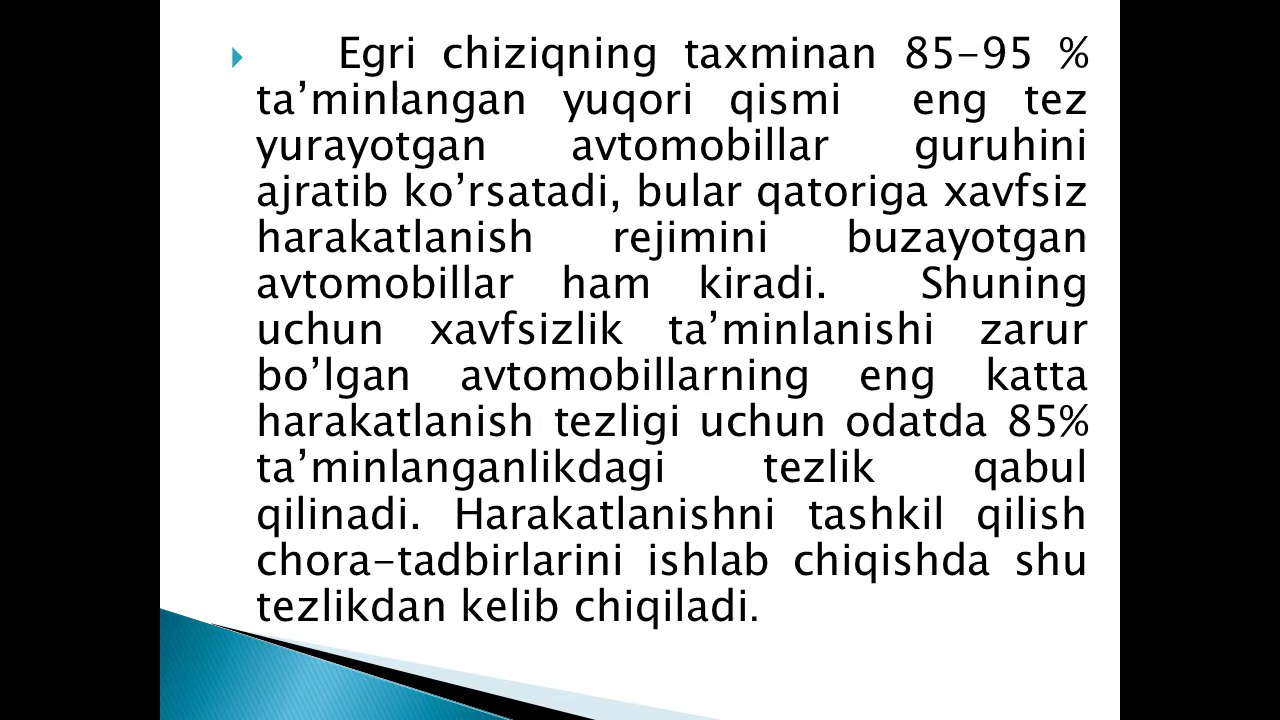 Egri chiziqning taxminan 85-95 %
ta’minlangan yuqori qismi eng tez
yurayotgan avtomobillar guruhini
ajratib ko’rsatadi, bular qatoriga xavfsiz
harakatlanish rejimini buzayotgan
avtomobillar ham kiradi. Shuning
uchun xavfsizlik ta’minlanishi zarur
bo’lgan avtomobillarning eng katta
harakatlanish tezligi uchun odatda 85%
ta’minlanganlikdagi tezlik qabul
qilinadi. Harakatlanishni tashkil qilish
chora-tadbirlarini ishlab chiqishda shu
tezlikdan kelib chiqiladi.